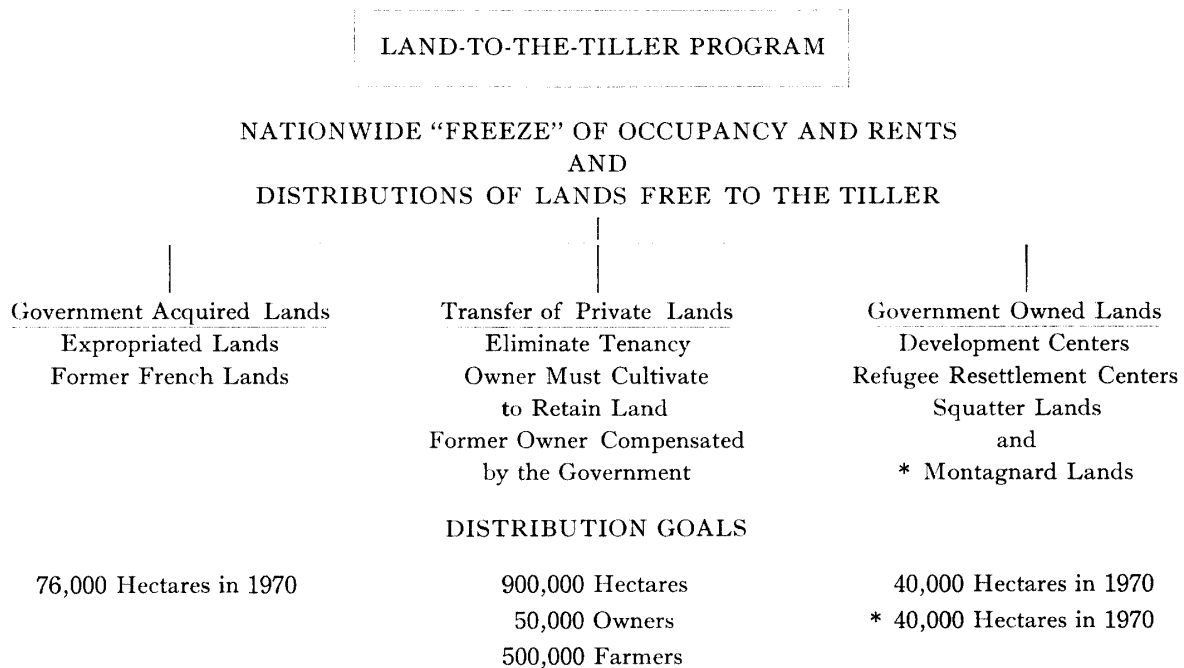 LAND-TO-THE-TILLER PROGRAM
NATIONWIDE “FREEZE” OF OCCUPANCY AND RENTS
AND
DISTRIBUTIONS OF LANDS FREE TO THE TILLER
Government Acquired Lands
Expropriated Lands
Former French Lands
Transfer of Private Lands
Eliminate Tenancy
Owner Must Cultivate
to Retain Land
Former Owner Compensated
by the Government
Government Owned Lands
Development Centers
Refugee Resettlement Centers
Squatter Lands
and
* Montagnard Lands
DISTRIBUTION GOALS
76,000 Hectares in 1970
900,000 Hectares
50,000 Owners
500,000 Farmers
40,000 Hectares in 1970
* 40,000 Hectares in 1970